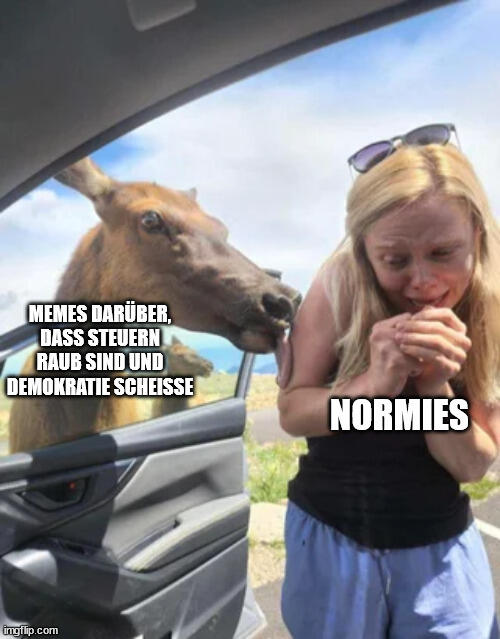 MEMES DARÜBER,
DASS STEUERN
RAUB SIND UND
DEMOKRATIE SCHEISSE
NORMIES
imgflip.com